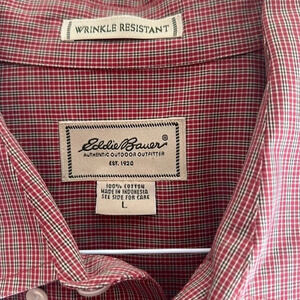 WRINKLE RESISTANT
Eddie Bauer
AUTHENTIC OUTDOOR OUTFITTER
EST. 1920
100% COTTON
MADE IN INDONESIA
SEE SIDE FOR CARE
L